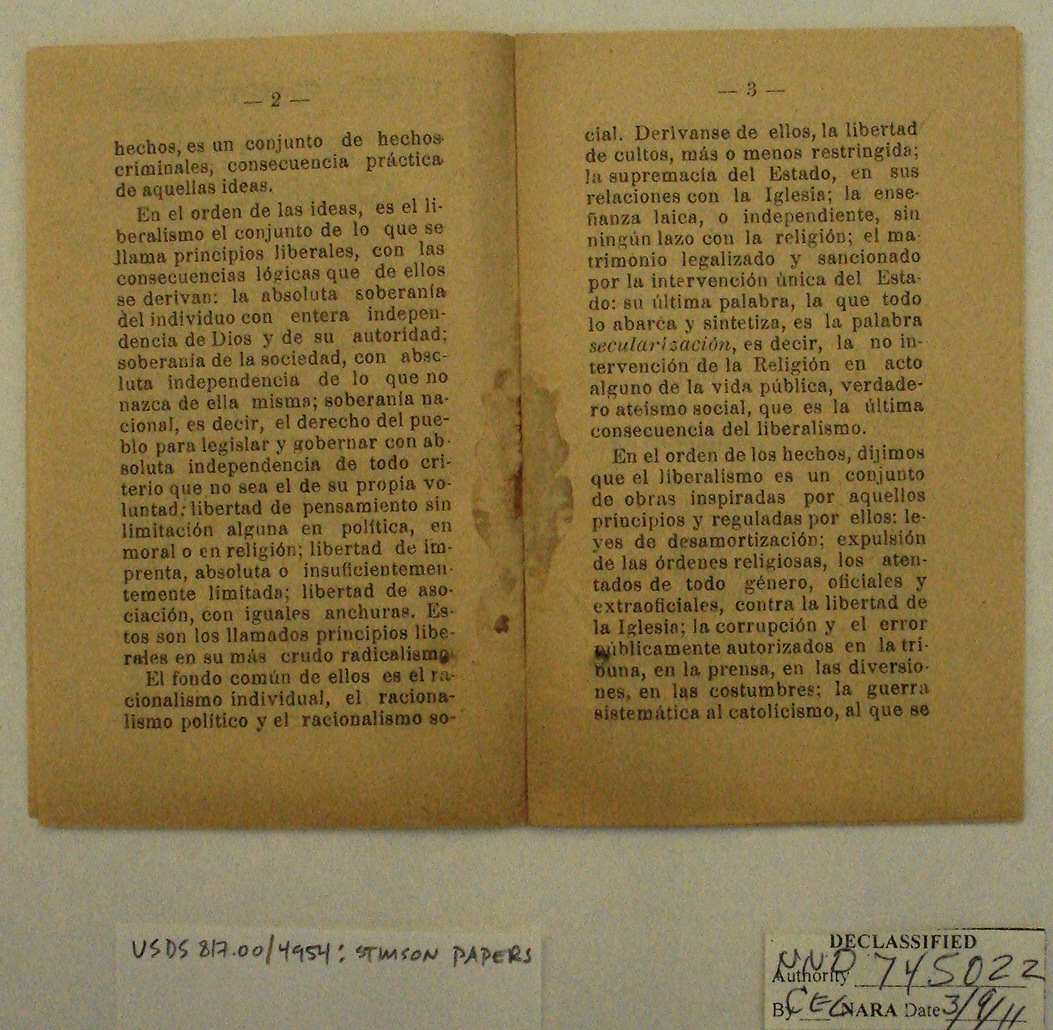 — 2 —
hechos, es un conjunto de hechos
criminales, consecuencia práctica
de aquellas ideas.
En el orden de las ideas, es el li-
beralismo el conjunto de lo que se
llama principios liberales, con las
consecuencias lógicas que de ellos
se derivan: la absoluta soberanía
del individuo con entera indepen-
dencia de Dios y de su autoridad;
soberanía de la sociedad, con absc-
luta independencia de lo que no
nazca de ella misma; soberanía na-
cional, es decir, el derecho del pue-
blo para legislar y gobernar con ab-
soluta independencia de todo cri-
terio que no sea el de su propia vo-
luntad; libertad de pensamiento sin
limitación alguna en política, en
moral o en religión; libertad de im-
prenta, absoluta o insuficientemen-
temente limitada; libertad de aso-
ciación, con iguales anchuras. Es-
tos son los llamados principios libe-
rales en su más crudo radicalismo.
El fondo común de ellos es el ra-
cionalismo individual, el raciona-
lismo político y el racionalismo so-
— 3 —
cial. Derivanse de ellos, la libertad
de cultos, más o menos restringida;
la supremacía del Estado, en sus
relaciones con la Iglesia; la ense-
ñanza laica, o independiente, sin
ningún lazo con la religión; el ma-
trimonio legalizado y sancionado
por la intervención única del Esta-
do: su última palabra, la que todo
lo abarca y sintetiza, es la palabra
secularización, es decir, la no in-
tervención de la Religión en acto
alguno de la vida pública, verdade-
ro ateismo social, que es la última
consecuencia del liberalismo.
En el orden de los hechos, dijimos
que el liberalismo es un conjunto
de obras inspiradas por aquellos
principios y reguladas por ellos: le-
yes de desamortización; expulsión
de las órdenes religiosas, los aten-
tados de todo género, oficiales y
extraoficiales, contra la libertad de
la Iglesia; la corrupción y el error
públicamente autorizados en la tri-
buna, en la prensa, en las diversio-
nes, en las costumbres; la guerra
sistemática al catolicismo, al que se
USDS 817.00/4954: STIMSON PAPERS
DECLASSIFIED
Authority NND 745022
By CEG NARA Date 3/9/11